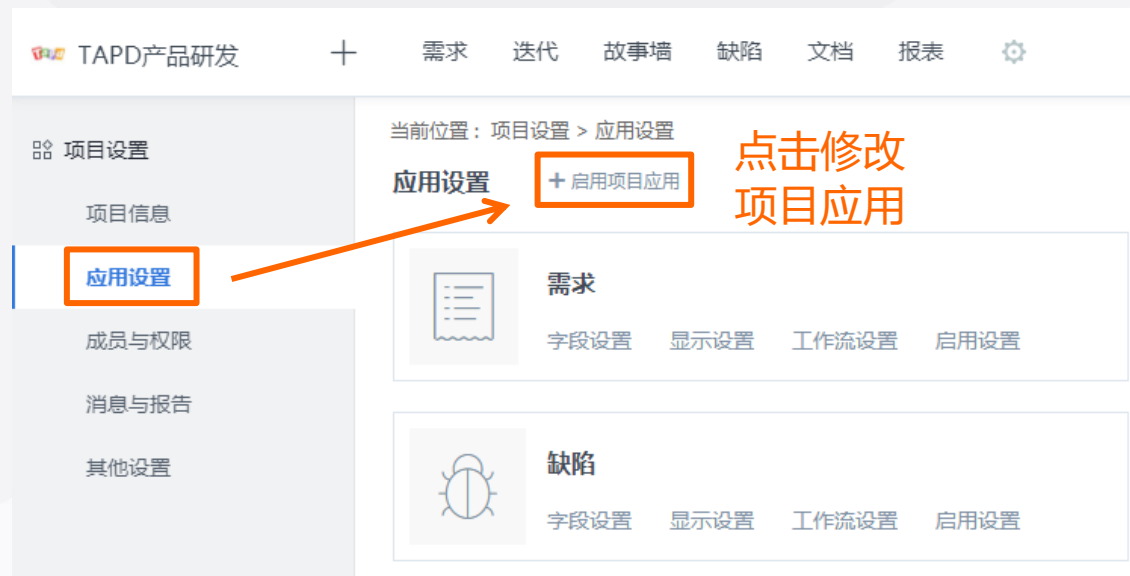 TAPD产品研发 需求 迭代 故事墙 缺陷 文档 报表
项目设置
项目信息
应用设置
成员与权限
消息与报告
其他设置
当前位置：项目设置 > 应用设置
应用设置 + 启用项目应用
点击修改
项目应用
需求
字段设置 显示设置 工作流设置 启用设置
缺陷
字段设置 显示设置 工作流设置 启用设置